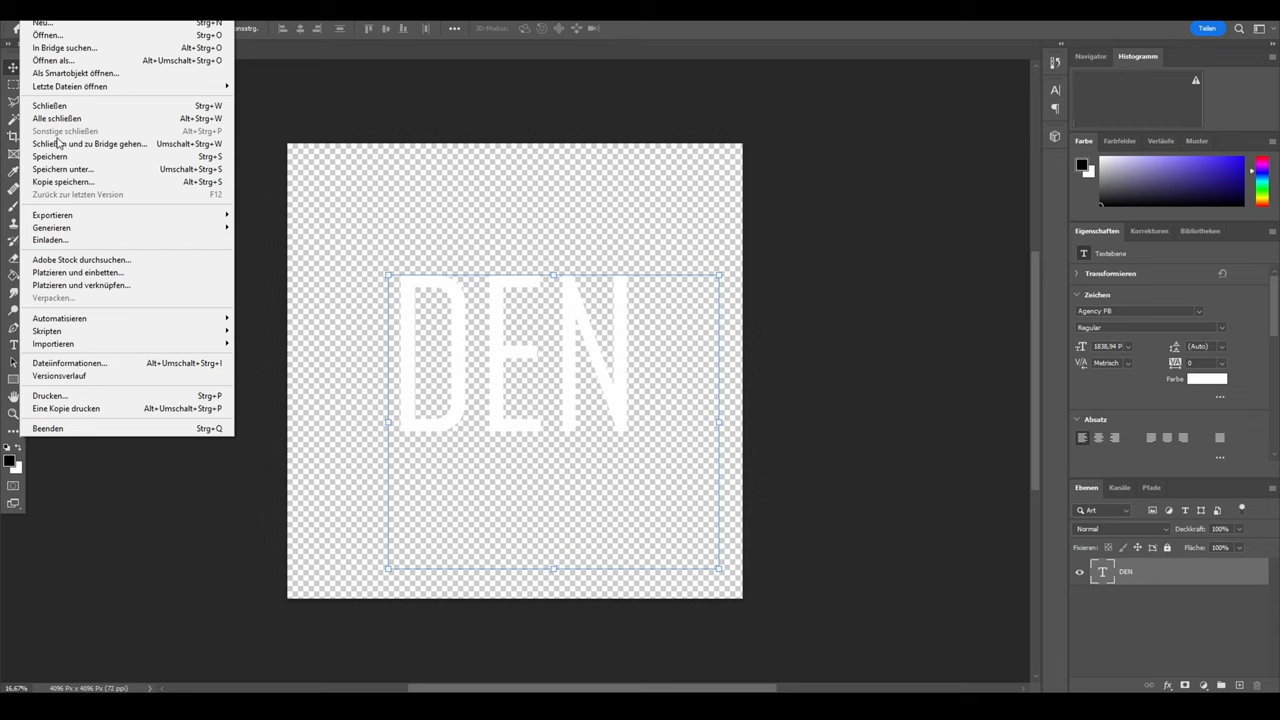 Neu... Strg+N
onsstrg.
3D-Modus:
Teilen
Öffnen... Strg+O
In Bridge suchen... Alt+Strg+O
Öffnen als... Alt+Umschalt+Strg+O
Als Smartobjekt öffnen...
Letzte Dateien öffnen
Schließen Strg+W
Alle schließen Alt+Strg+W
Sonstige schließen Alt+Strg+P
Schließen und zu Bridge gehen... Umschalt+Strg+W
Speichern Strg+S
Speichern unter... Umschalt+Strg+S
Kopie speichern... Alt+Strg+S
Zurück zur letzten Version F12
Exportieren
Generieren
Einladen...
Adobe Stock durchsuchen...
Platzieren und einbetten...
Platzieren und verknüpfen...
Verpacken...
Automatisieren
Skripten
Importieren
Dateiinformationen... Alt+Umschalt+Strg+I
Versionsverlauf
Drucken... Strg+P
Eine Kopie drucken Alt+Umschalt+Strg+P
Beenden Strg+Q
DEN
Navigator Histogramm
Farbe Farbfelder Verläufe Muster
Eigenschaften Korrekturen Bibliotheken
T Textebene
Transformieren
Zeichen
Agency FB
Regular
1838,94 P (Auto)
Metrisch 0
Farbe
Absatz
Ebenen Kanäle Pfade
Art
Normal Deckkraft: 100%
Fixieren: Fläche: 100%
T DEN
16,67% 4096 Px x 4096 Px (72 ppi)